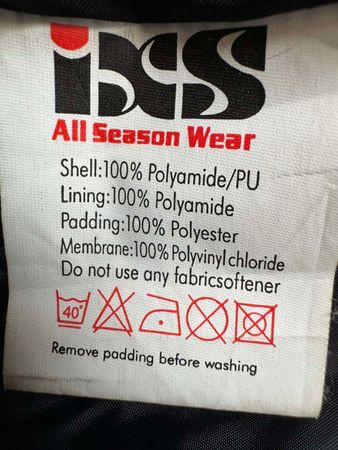 iXS
All Season Wear
Shell:100% Polyamide/PU
Lining:100% Polyamide
Padding:100% Polyester
Membrane:100% Polyvinyl chloride
Do not use any fabricsoftener
40°
Remove padding before washing